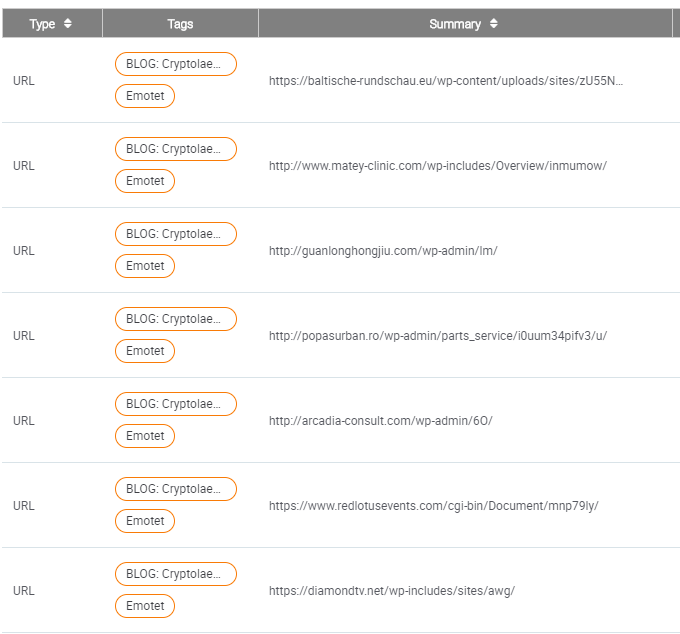 Type Tags Summary
BLOG: Cryptolae...
URL https://baltische-rundschau.eu/wp-content/uploads/sites/zU55N...
Emotet
BLOG: Cryptolae...
URL http://www.matey-clinic.com/wp-includes/Overview/inmumow/
Emotet
BLOG: Cryptolae...
URL http://guanlonghongjiu.com/wp-admin/lm/
Emotet
BLOG: Cryptolae...
URL http://popasurban.ro/wp-admin/parts_service/i0uum34pifv3/u/
Emotet
BLOG: Cryptolae...
URL http://arcadia-consult.com/wp-admin/6O/
Emotet
BLOG: Cryptolae...
URL https://www.redlotusevents.com/cgi-bin/Document/mnp79ly/
Emotet
BLOG: Cryptolae...
URL https://diamondtv.net/wp-includes/sites/awg/
Emotet